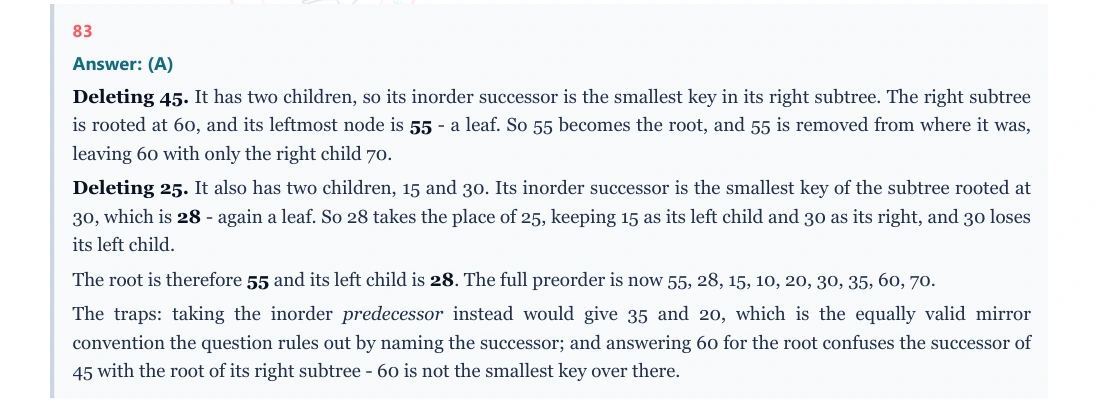 83
Answer: (A)
Deleting 45. It has two children, so its inorder successor is the smallest key in its right subtree. The right subtree
is rooted at 60, and its leftmost node is 55 - a leaf. So 55 becomes the root, and 55 is removed from where it was,
leaving 60 with only the right child 70.
Deleting 25. It also has two children, 15 and 30. Its inorder successor is the smallest key of the subtree rooted at
30, which is 28 - again a leaf. So 28 takes the place of 25, keeping 15 as its left child and 30 as its right, and 30 loses
its left child.
The root is therefore 55 and its left child is 28. The full preorder is now 55, 28, 15, 10, 20, 30, 35, 60, 70.
The traps: taking the inorder predecessor instead would give 35 and 20, which is the equally valid mirror
convention the question rules out by naming the successor; and answering 60 for the root confuses the successor of
45 with the root of its right subtree - 60 is not the smallest key over there.